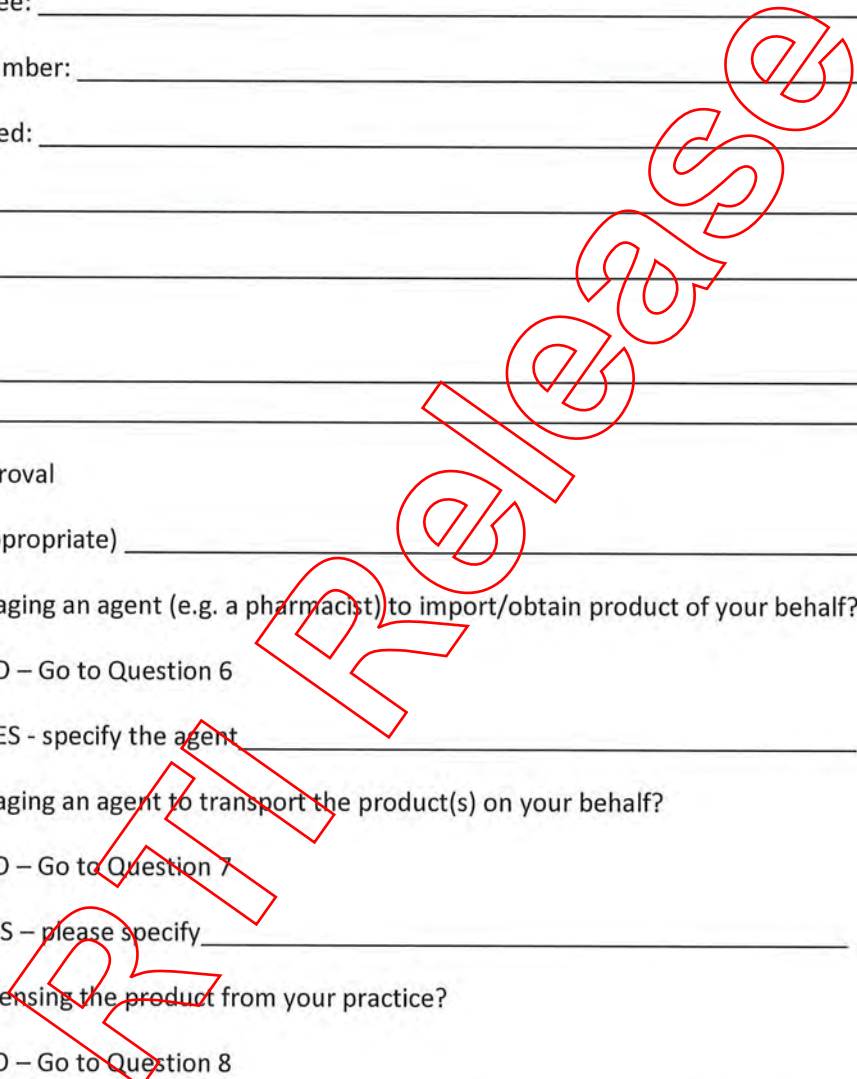 ee:
mber:
ed:
roval
propriate)
aging an agent (e.g. a pharmacist) to import/obtain product of your behalf?
O – Go to Question 6
ES - specify the agent
aging an agent to transport the product(s) on your behalf?
O – Go to Question 7
S – please specify
ensing the product from your practice?
O – Go to Question 8
RTI Release